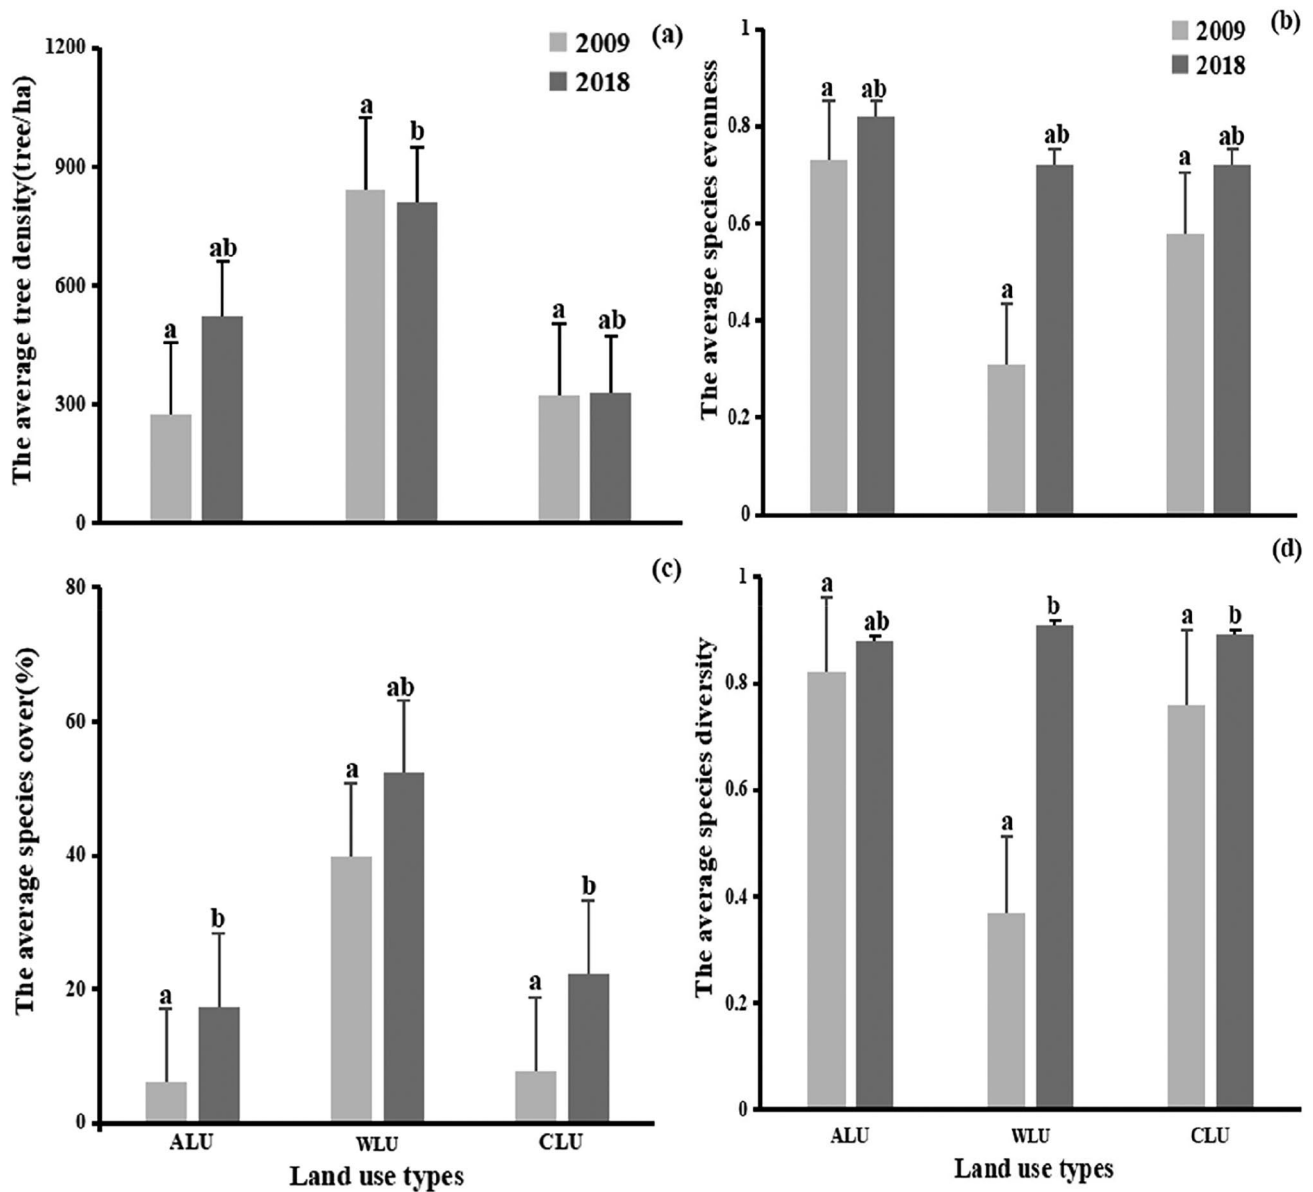 (a)
2009
2018
The average tree density(tree/ha)
1200
900
600
300
0
a
ab
a
b
a
ab
(b)
2009
2018
The average species evenness
1
0.8
0.6
0.4
0.2
0
a
ab
a
ab
a
ab
(c)
The average species cover(%)
80
60
40
20
0
a
b
a
ab
a
b
ALU
WLU
CLU
Land use types
(d)
The average species diversity
1
0.8
0.6
0.4
0.2
0
a
ab
a
b
a
b
ALU
WLU
CLU
Land use types